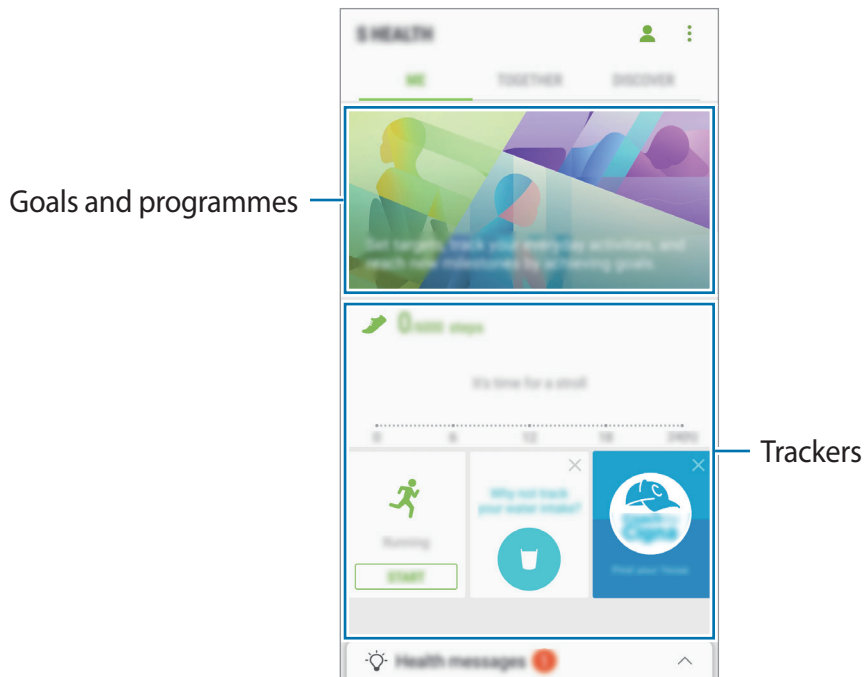 S HEALTH
ME TOGETHER DISCOVER
Goals and programmes
Set targets, track your everyday activities, and
reach new milestones by achieving goals.
0 steps
It's time for a stroll
0 6 12 18
Trackers
Why not track
your water intake?
Running
Cigna
START
Health messages